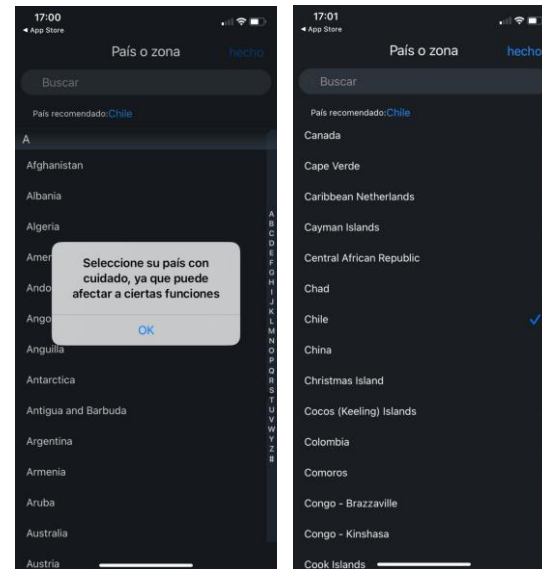 17:00
◄ App Store
País o zona
hecho
Buscar
País recomendado:Chile
A
Afghanistan
Albania
Algeria
Amer
Ando
Ango
Anguilla
Antarctica
Antigua and Barbuda
Argentina
Armenia
Aruba
Australia
Austria
Seleccione su país con
cuidado, ya que puede
afectar a ciertas funciones
OK
A
B
C
D
E
F
G
H
I
J
K
L
M
N
O
P
Q
R
S
T
U
V
W
Y
Z
#
17:01
◄ App Store
País o zona
hecho
Buscar
País recomendado:Chile
Canada
Cape Verde
Caribbean Netherlands
Cayman Islands
Central African Republic
Chad
Chile
China
Christmas Island
Cocos (Keeling) Islands
Colombia
Comoros
Congo - Brazzaville
Congo - Kinshasa
Cook Islands